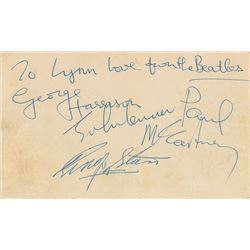 To Lynn love from the Beatles
George
Harrison
John Lennon Paul
McCartney
Ringo Starr